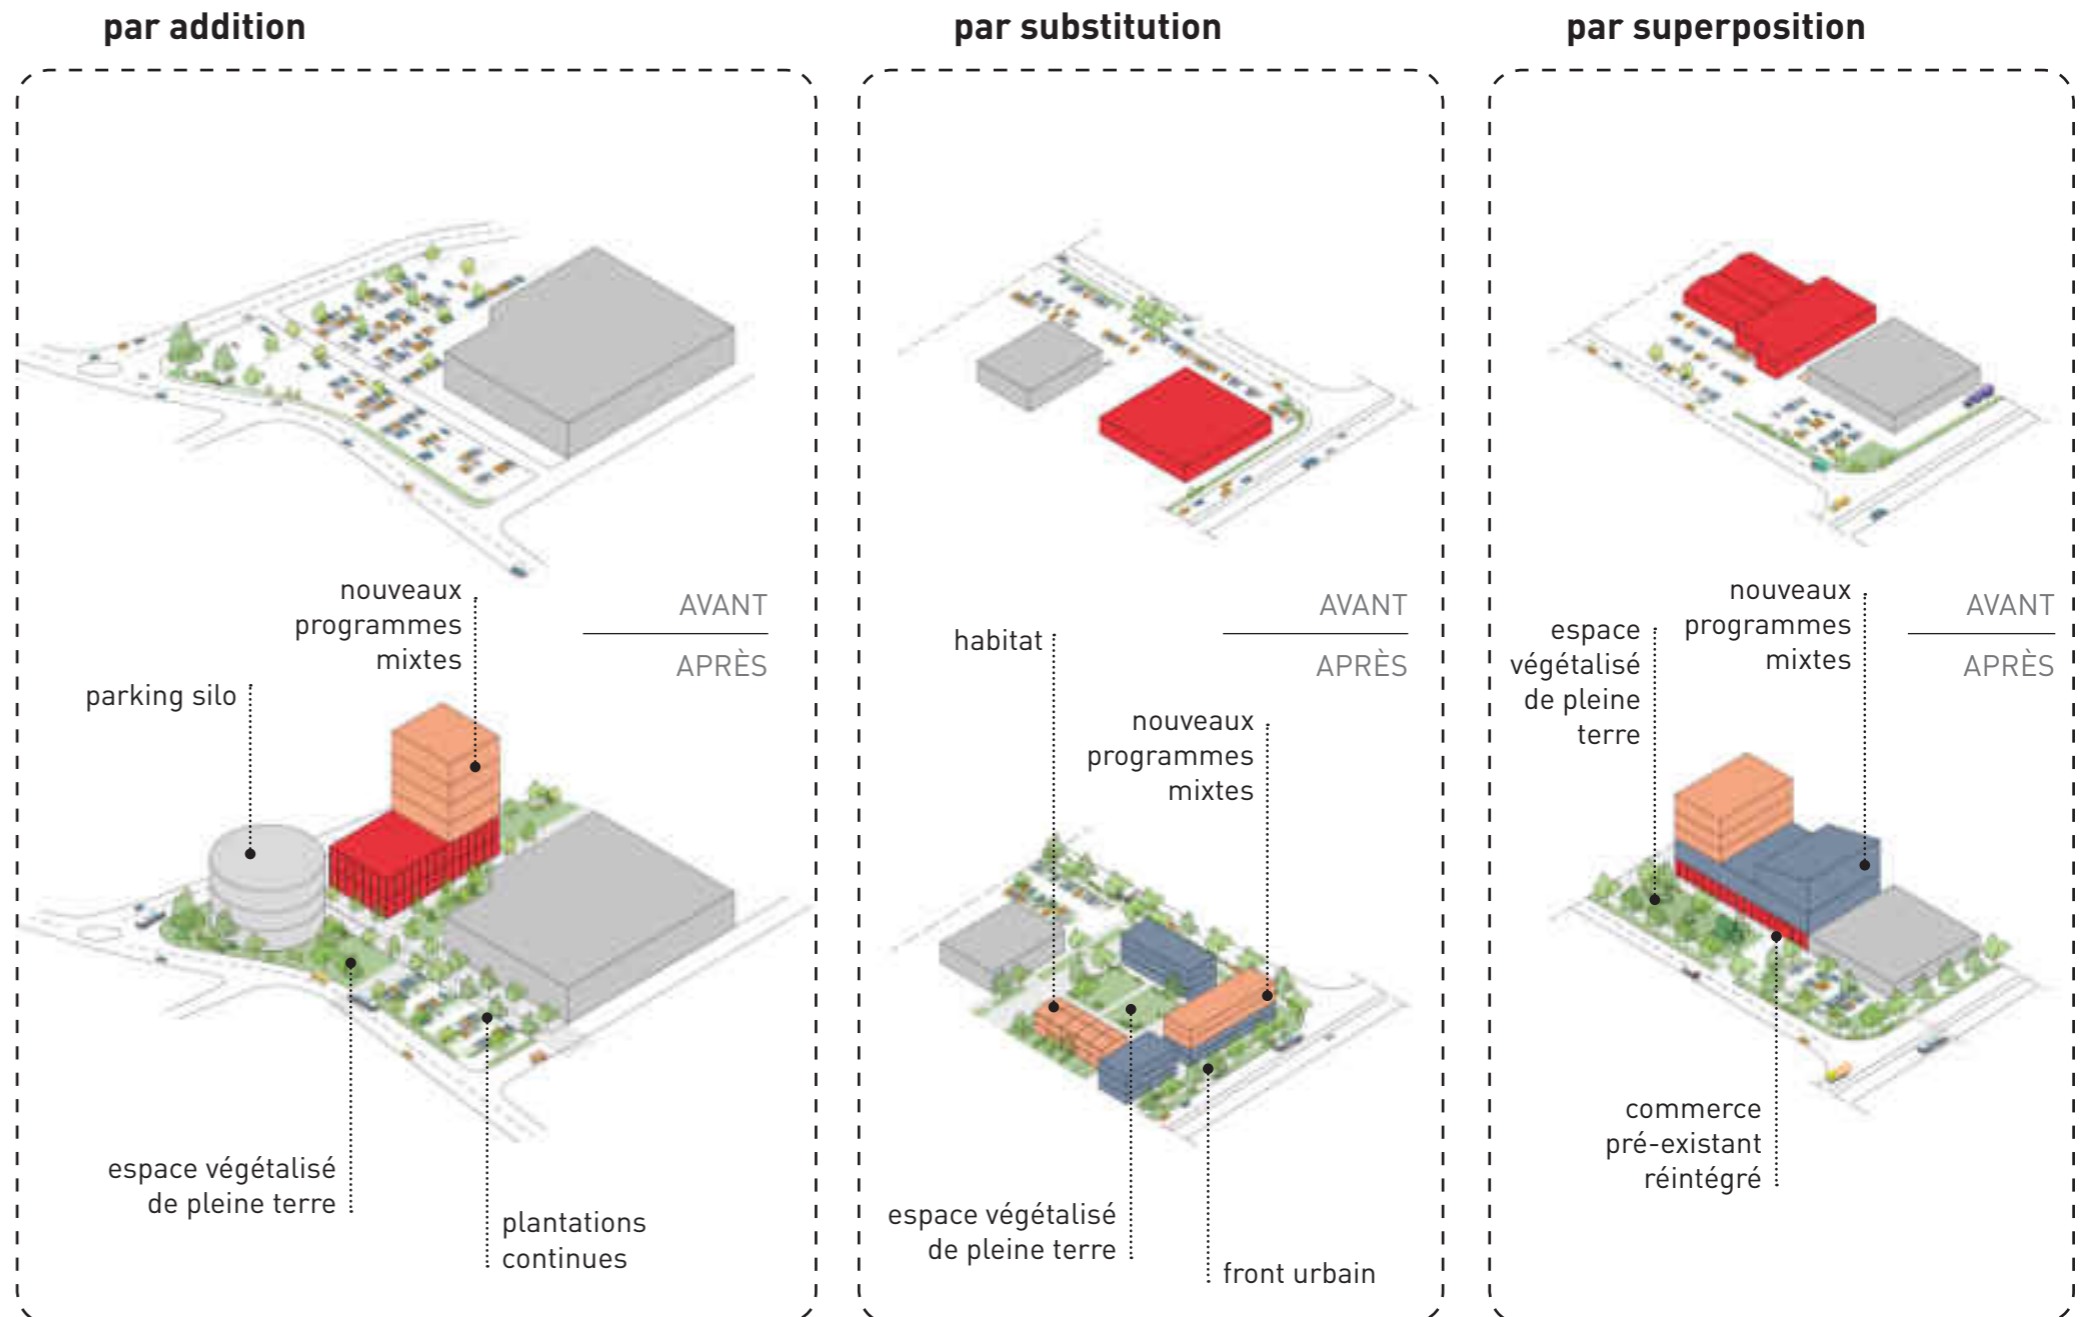 par addition
nouveaux
programmes
mixtes
AVANT
APRÈS
parking silo
espace végétalisé
de pleine terre
plantations
continues
par substitution
habitat
AVANT
APRÈS
nouveaux
programmes
mixtes
espace végétalisé
de pleine terre
front urbain
par superposition
espace
végétalisé
de pleine
terre
nouveaux
programmes
mixtes
AVANT
APRÈS
commerce
pré-existant
réintégré